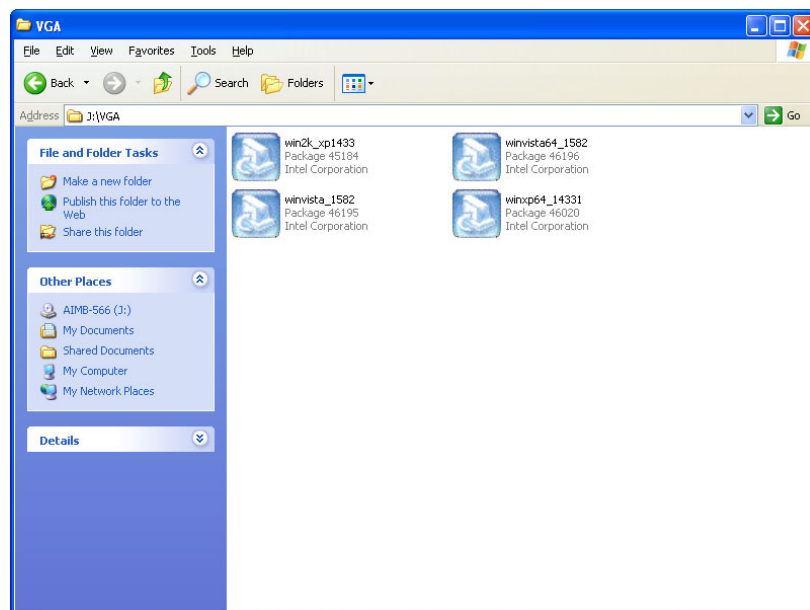 VGA
File Edit View Favorites Tools Help
Back Search Folders
Address J:\VGA Go
File and Folder Tasks
Make a new folder
Publish this folder to the
Web
Share this folder
Other Places
AIMB-566 (J:)
My Documents
Shared Documents
My Computer
My Network Places
Details
win2k_xp1433
Package 45184
Intel Corporation
winvista64_1582
Package 46196
Intel Corporation
winvista_1582
Package 46195
Intel Corporation
winxp64_14331
Package 46020
Intel Corporation